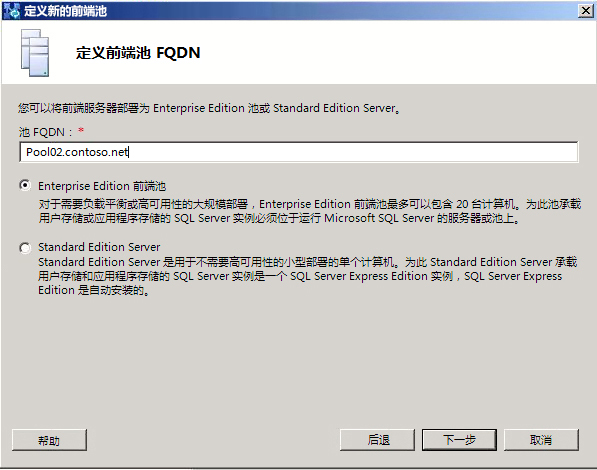 定义新的前端池
定义前端池 FQDN
您可以将前端服务器部署为 Enterprise Edition 池或 Standard Edition Server。
池 FQDN：*
Pool02.contoso.net
Enterprise Edition 前端池
对于需要负载平衡或高可用性的大规模部署，Enterprise Edition 前端池最多可以包含 20 台计算机。为此池承载
用户存储或应用程序存储的 SQL Server 实例必须位于运行 Microsoft SQL Server 的服务器或池上。
Standard Edition Server
Standard Edition Server 是用于不需要高可用性的小型部署的单个计算机。为此 Standard Edition Server 承载
用户存储和应用程序存储的 SQL Server 实例是一个 SQL Server Express Edition 实例，SQL Server Express
Edition 是自动安装的。
帮助 后退 下一步 取消